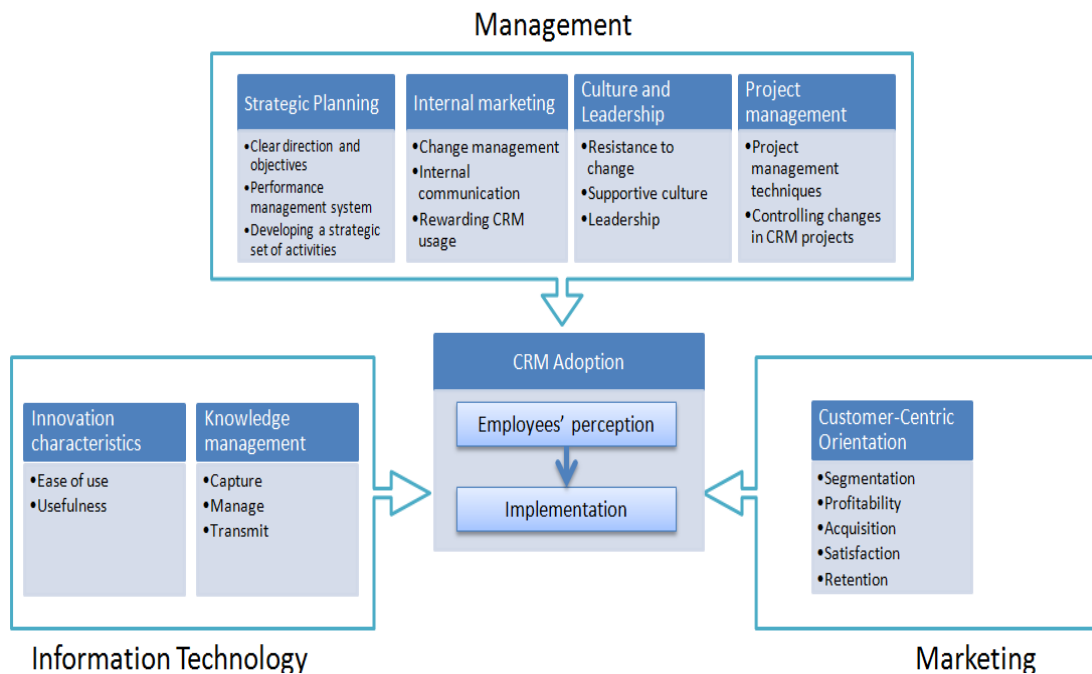 Management
Strategic Planning
•Clear direction and
objectives
•Performance
management system
•Developing a strategic
set of activities
Internal marketing
•Change management
•Internal
communication
•Rewarding CRM
usage
Culture and
Leadership
•Resistance to
change
•Supportive culture
•Leadership
Project
management
•Project
management
techniques
•Controlling changes
in CRM projects
CRM Adoption
Employees’ perception
Implementation
Innovation
characteristics
•Ease of use
•Usefulness
Knowledge
management
•Capture
•Manage
•Transmit
Customer-Centric
Orientation
•Segmentation
•Profitability
•Acquisition
•Satisfaction
•Retention
Information Technology
Marketing